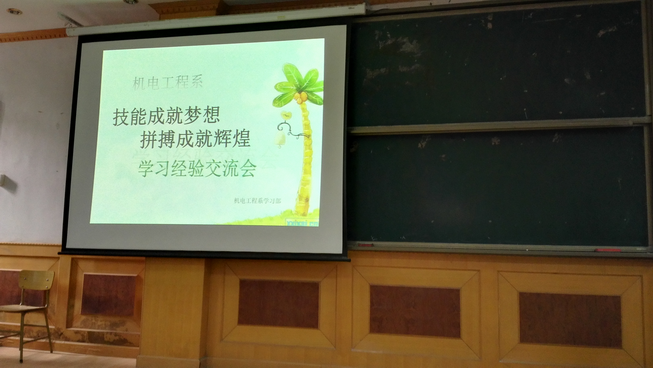 机电工程系
技能成就梦想
拼搏成就辉煌
学习经验交流会
机电工程系学习部